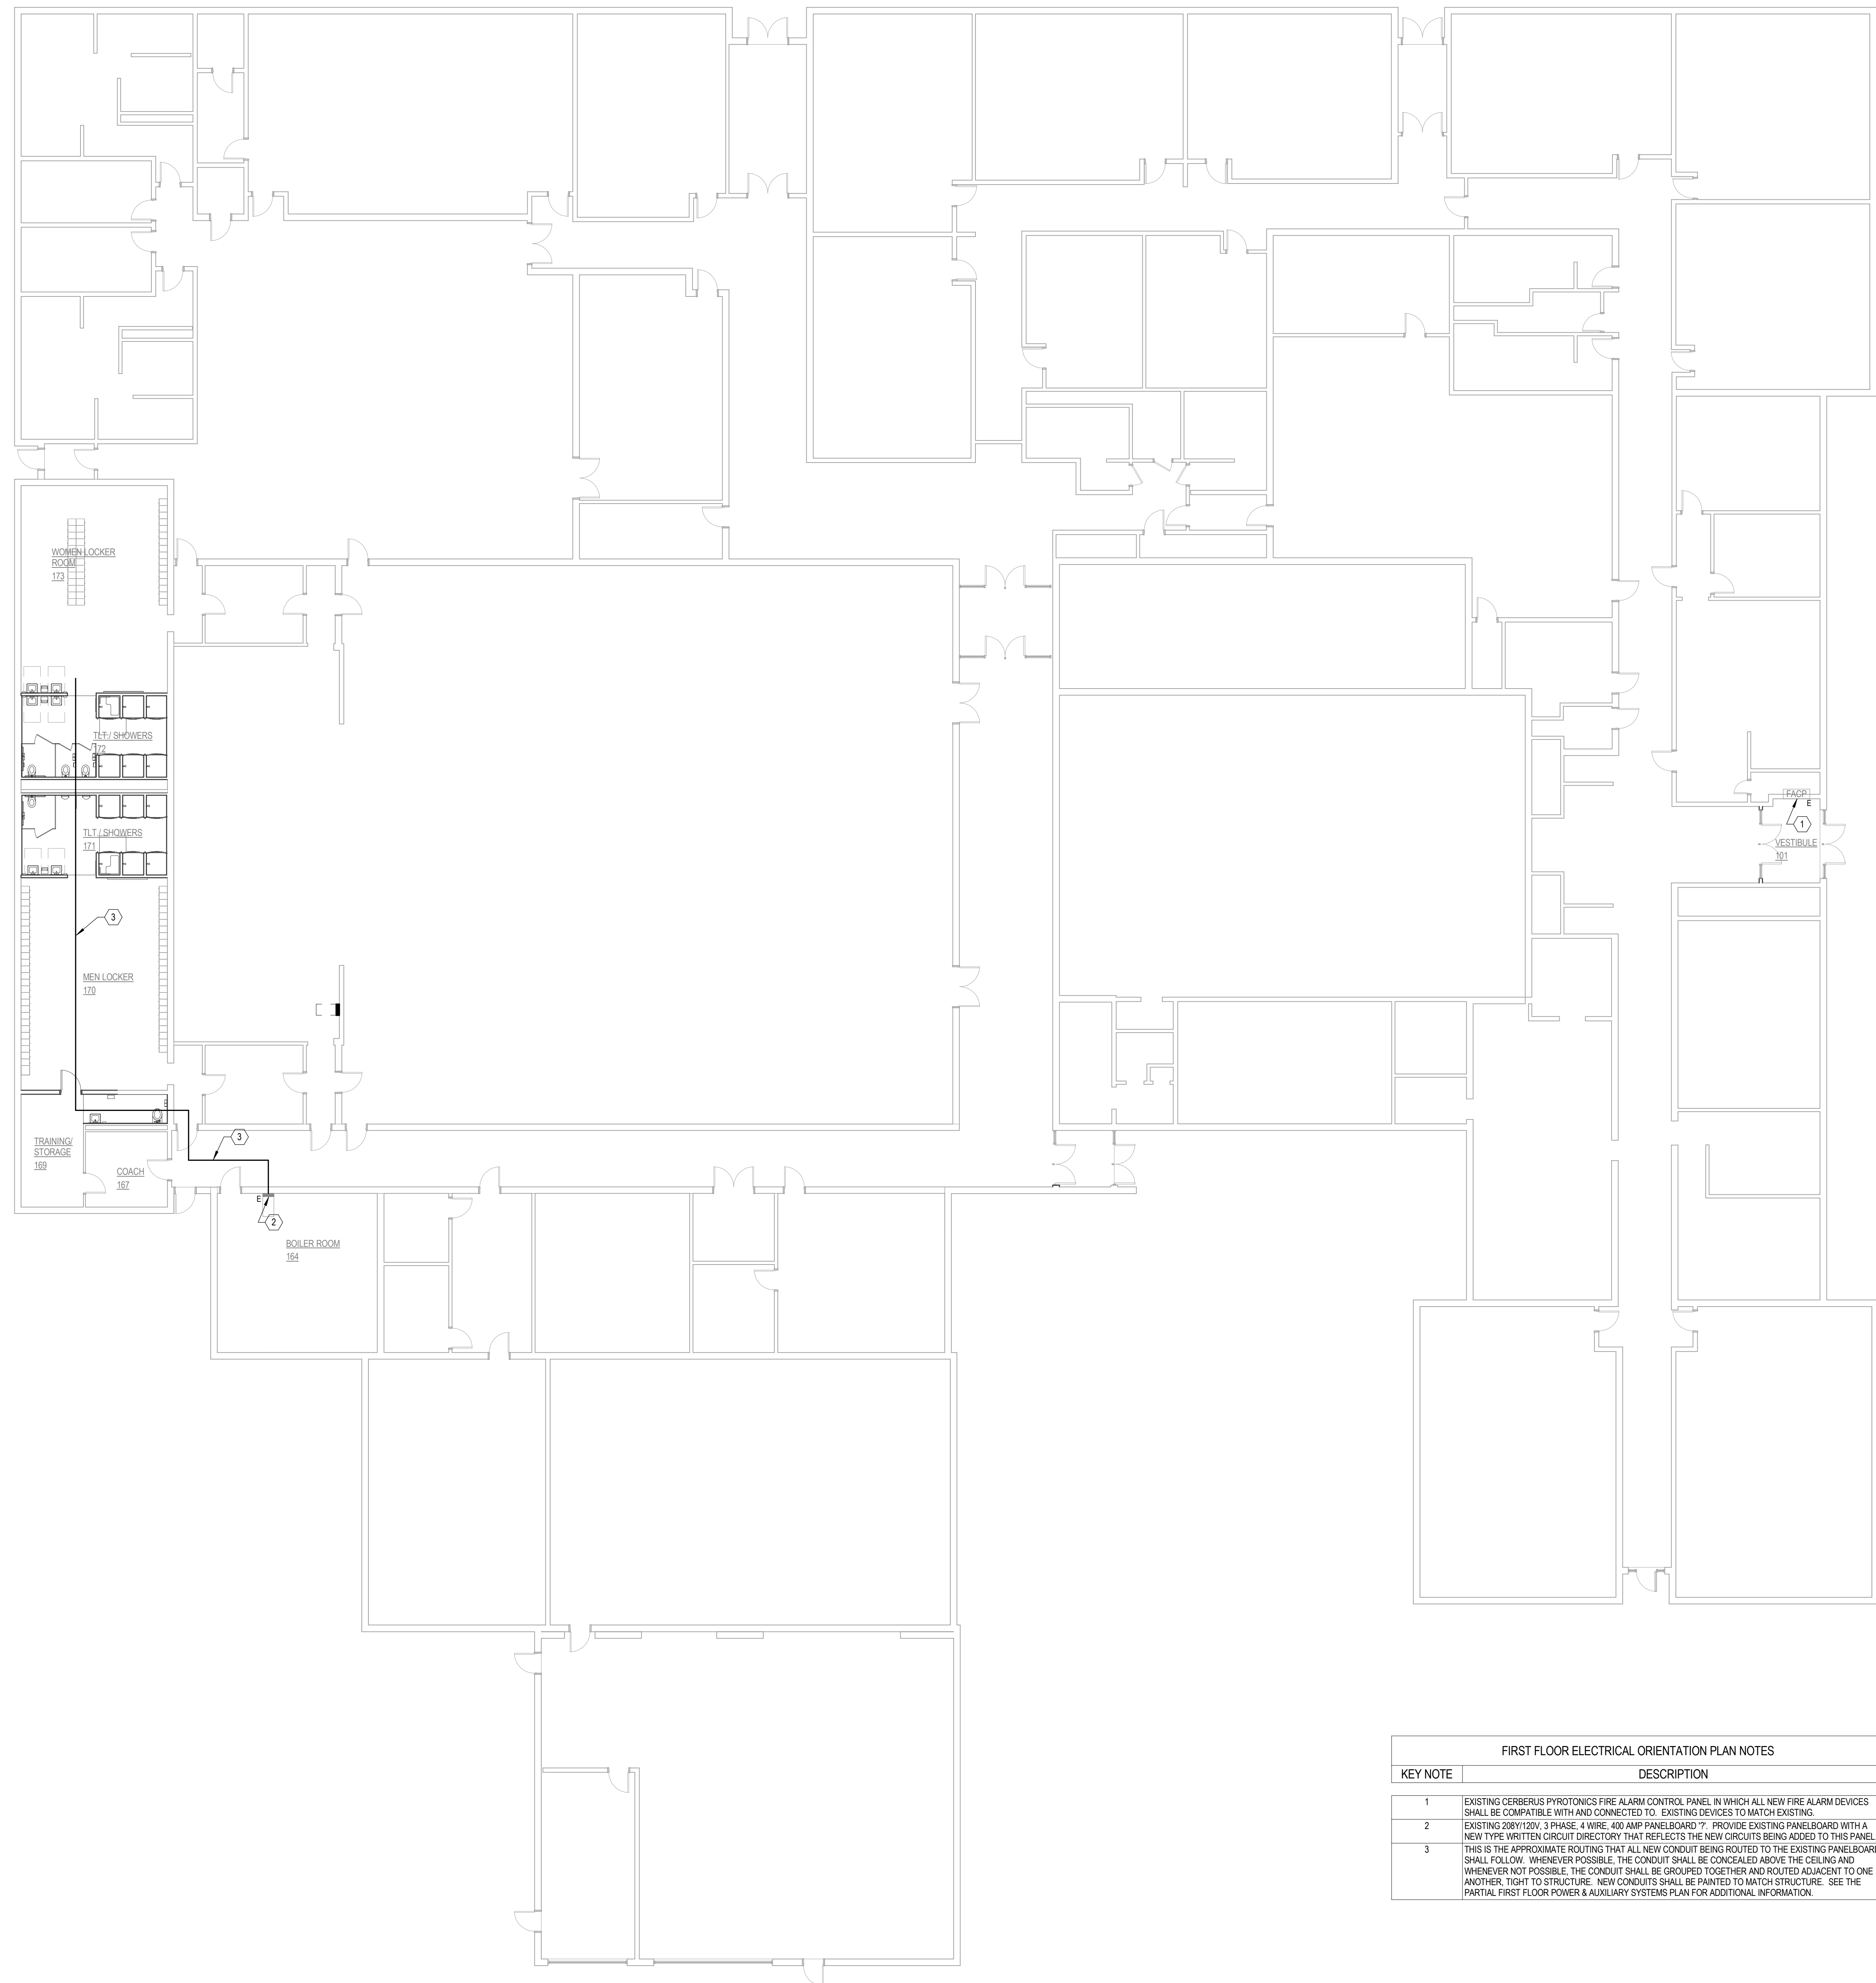 WOMEN LOCKER
ROOM
173
TLT./ SHOWERS
172
FACP
E
1
VESTIBULE
101
TLT./ SHOWERS
171
3
MEN LOCKER
170
3
TRAINING/
STORAGE
169
COACH
167
E
2
BOILER ROOM
164
FIRST FLOOR ELECTRICAL ORIENTATION PLAN NOTES
KEY NOTE DESCRIPTION
1 EXISTING CERBERUS PYROTONICS FIRE ALARM CONTROL PANEL IN WHICH ALL NEW FIRE ALARM DEVICES
SHALL BE COMPATIBLE WITH AND CONNECTED TO. EXISTING DEVICES TO MATCH EXISTING.
2 EXISTING 208Y/120V, 3 PHASE, 4 WIRE, 400 AMP PANELBOARD '?'. PROVIDE EXISTING PANELBOARD WITH A
NEW TYPE WRITTEN CIRCUIT DIRECTORY THAT REFLECTS THE NEW CIRCUITS BEING ADDED TO THIS PANEL
3 THIS IS THE APPROXIMATE ROUTING THAT ALL NEW CONDUIT BEING ROUTED TO THE EXISTING PANELBOARD
SHALL FOLLOW. WHENEVER POSSIBLE, THE CONDUIT SHALL BE CONCEALED ABOVE THE CEILING AND
WHENEVER NOT POSSIBLE, THE CONDUIT SHALL BE GROUPED TOGETHER AND ROUTED ADJACENT TO ONE
ANOTHER, TIGHT TO STRUCTURE. NEW CONDUITS SHALL BE PAINTED TO MATCH STRUCTURE. SEE THE
PARTIAL FIRST FLOOR POWER & AUXILIARY SYSTEMS PLAN FOR ADDITIONAL INFORMATION.